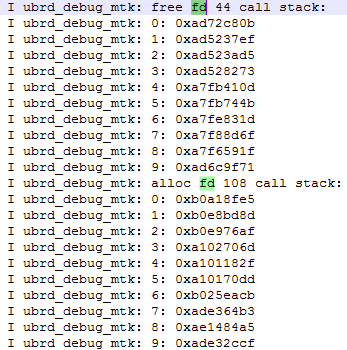 I ubrd_debug_mtk: free fd 44 call stack:
I ubrd_debug_mtk: 0: 0xad72c80b
I ubrd_debug_mtk: 1: 0xad5237ef
I ubrd_debug_mtk: 2: 0xad523ad5
I ubrd_debug_mtk: 3: 0xad528273
I ubrd_debug_mtk: 4: 0xa7fb410d
I ubrd_debug_mtk: 5: 0xa7fb744b
I ubrd_debug_mtk: 6: 0xa7fe831d
I ubrd_debug_mtk: 7: 0xa7f88d6f
I ubrd_debug_mtk: 8: 0xa7f6591f
I ubrd_debug_mtk: 9: 0xad6c9f71
I ubrd_debug_mtk: alloc fd 108 call stack:
I ubrd_debug_mtk: 0: 0xb0a18fe5
I ubrd_debug_mtk: 1: 0xb0e8bd8d
I ubrd_debug_mtk: 2: 0xb0e976af
I ubrd_debug_mtk: 3: 0xa102706d
I ubrd_debug_mtk: 4: 0xa101182f
I ubrd_debug_mtk: 5: 0xa10170dd
I ubrd_debug_mtk: 6: 0xb025eacb
I ubrd_debug_mtk: 7: 0xade364b3
I ubrd_debug_mtk: 8: 0xae1484a5
I ubrd_debug_mtk: 9: 0xade32ccf